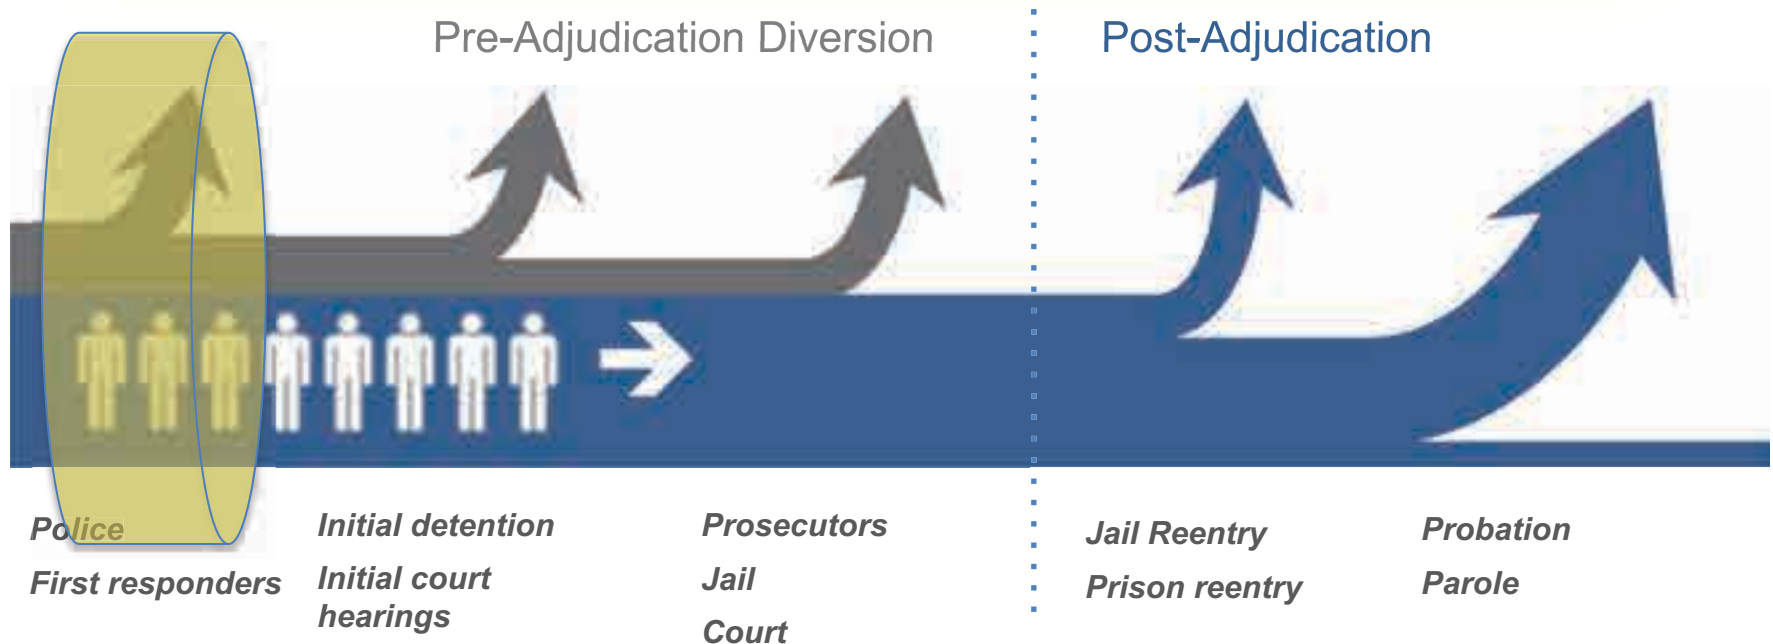 Pre-Adjudication Diversion
Post-Adjudication
Police
First responders
Initial detention
Initial court
hearings
Prosecutors
Jail
Court
Jail Reentry
Prison reentry
Probation
Parole